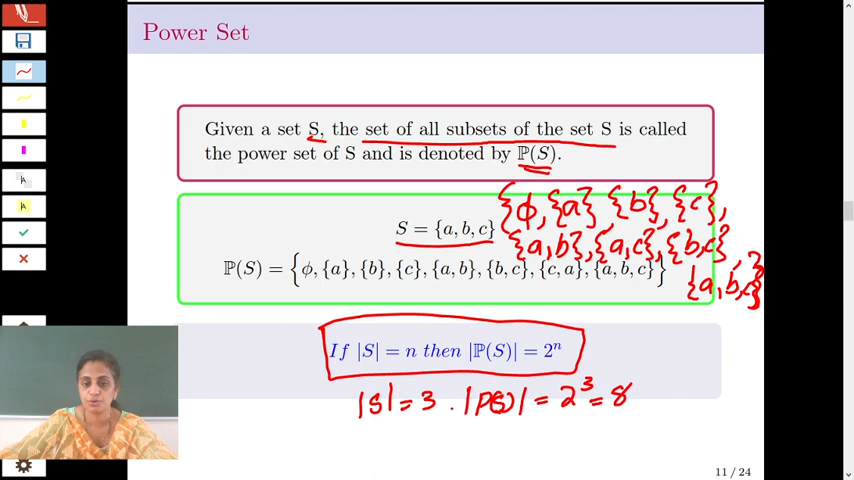 Power Set
Given a set S, the set of all subsets of the set S is called
the power set of S and is denoted by ℙ(S).
{ϕ, {a} {b}, {c},
S = {a, b, c}
{a,b}, {a,c}, {b,c} , }
ℙ(S) = {ϕ, {a}, {b}, {c}, {a, b}, {b, c}, {c, a}, {a, b, c}}
{a,b,c}
If |S| = n then |ℙ(S)| = 2ⁿ
|S| = 3 . |P(S)| = 2³ = 8
11 / 24